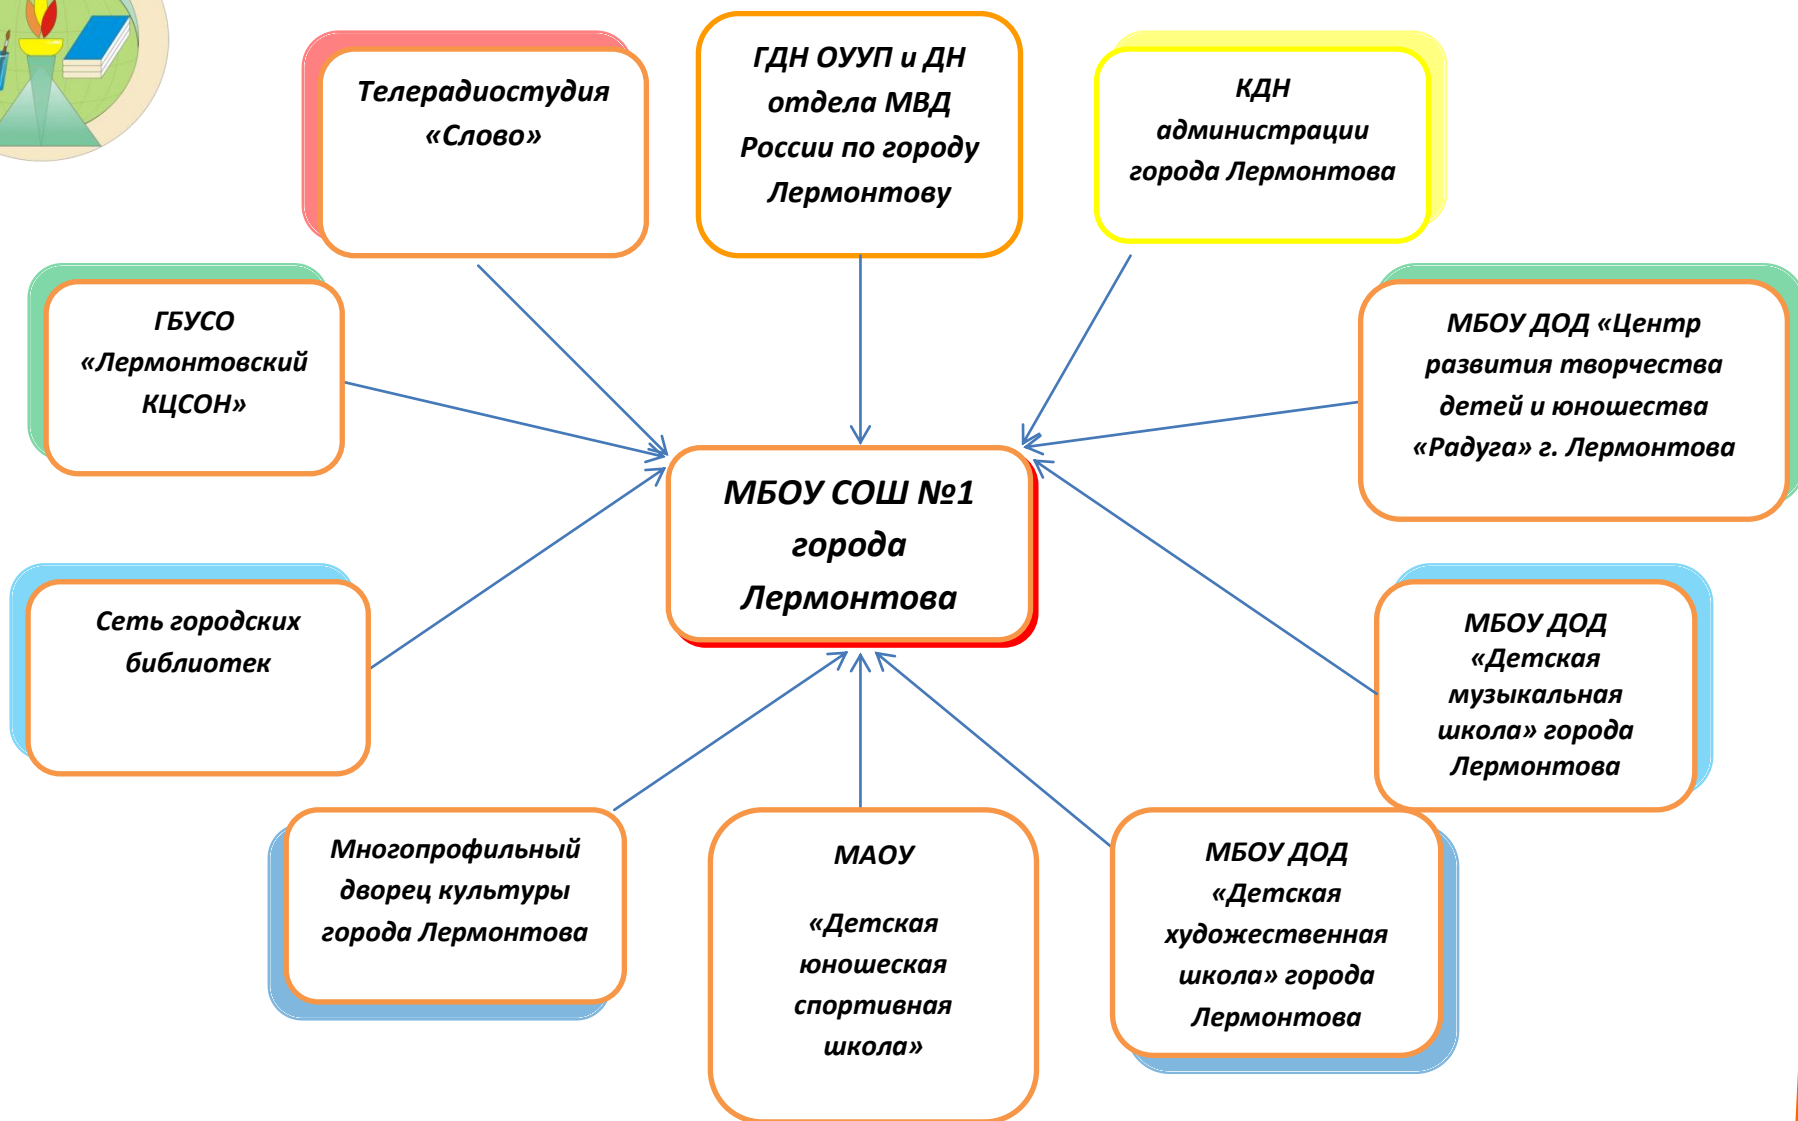 Телерадиостудия
«Слово»
ГДН ОУУП и ДН
отдела МВД
России по городу
Лермонтову
КДН
администрации
города Лермонтова
ГБУСО
«Лермонтовский
КЦСОН»
МБОУ ДОД «Центр
развития творчества
детей и юношества
«Радуга» г. Лермонтова
МБОУ СОШ №1
города
Лермонтова
Сеть городских
библиотек
МБОУ ДОД
«Детская
музыкальная
школа» города
Лермонтова
Многопрофильный
дворец культуры
города Лермонтова
МАОУ
«Детская
юношеская
спортивная
школа»
МБОУ ДОД
«Детская
художественная
школа» города
Лермонтова